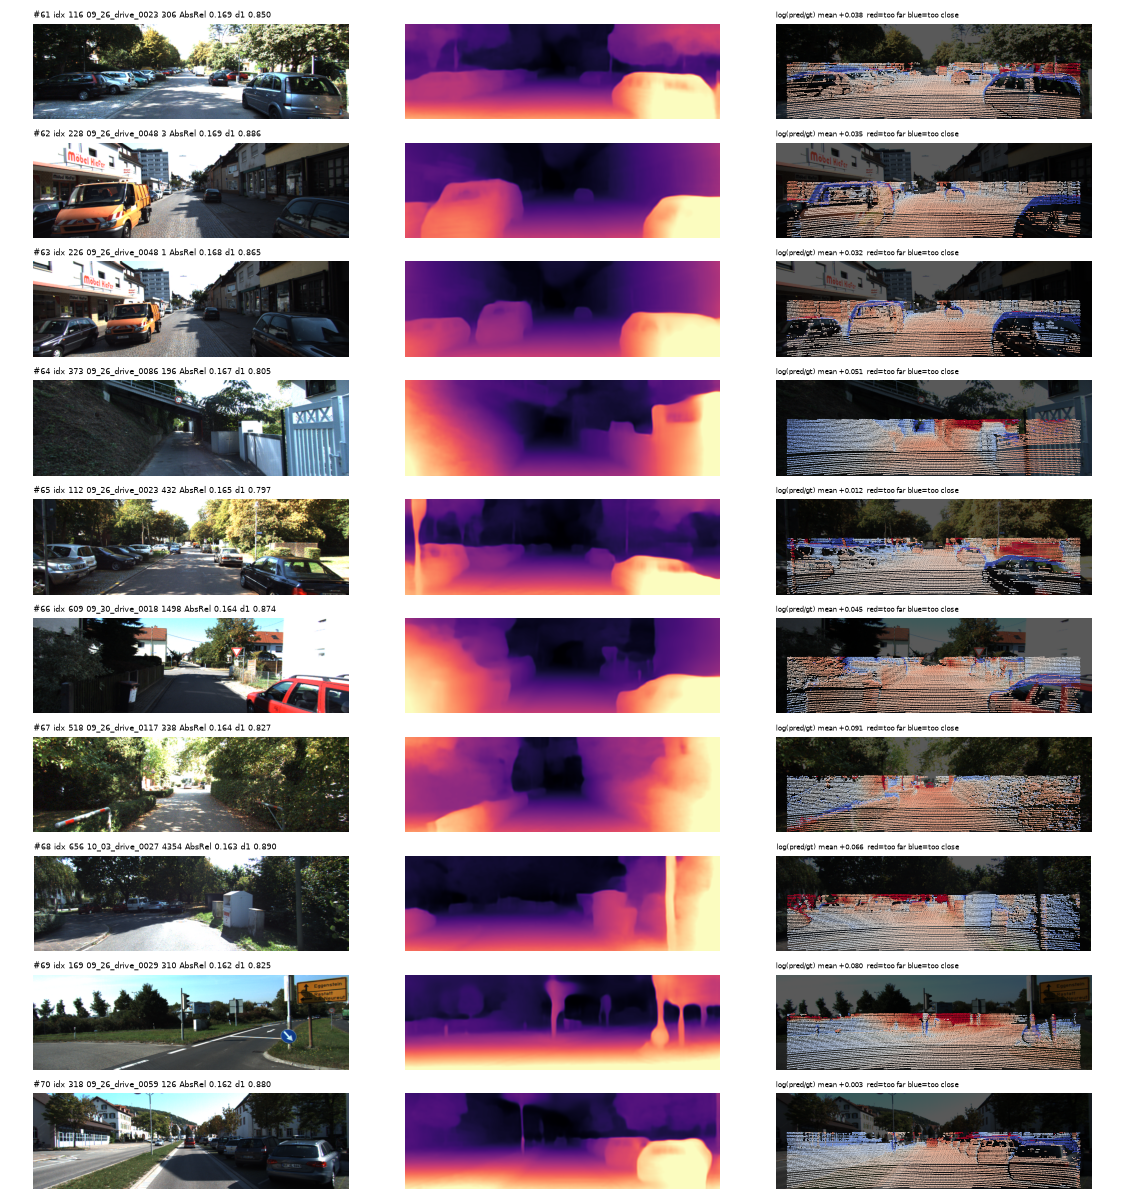 #61 idx 116 09_26_drive_0023 306 AbsRel 0.169 d1 0.850
log(pred/gt) mean +0.038 red=too far blue=too close
#62 idx 228 09_26_drive_0048 3 AbsRel 0.169 d1 0.886
log(pred/gt) mean +0.035 red=too far blue=too close
Möbel Hiefer
Möbel Hiefer
#63 idx 226 09_26_drive_0048 1 AbsRel 0.168 d1 0.865
log(pred/gt) mean +0.032 red=too far blue=too close
Möbel Hiefer
Möbel Hiefer
#64 idx 373 09_26_drive_0086 196 AbsRel 0.167 d1 0.805
log(pred/gt) mean +0.051 red=too far blue=too close
#65 idx 112 09_26_drive_0023 432 AbsRel 0.165 d1 0.797
log(pred/gt) mean +0.012 red=too far blue=too close
#66 idx 609 09_30_drive_0018 1498 AbsRel 0.164 d1 0.874
log(pred/gt) mean +0.045 red=too far blue=too close
#67 idx 518 09_26_drive_0117 338 AbsRel 0.164 d1 0.827
log(pred/gt) mean +0.091 red=too far blue=too close
#68 idx 656 10_03_drive_0027 4354 AbsRel 0.163 d1 0.890
log(pred/gt) mean +0.066 red=too far blue=too close
#69 idx 169 09_26_drive_0029 310 AbsRel 0.162 d1 0.825
log(pred/gt) mean +0.080 red=too far blue=too close
Eggenstein
#70 idx 318 09_26_drive_0059 126 AbsRel 0.162 d1 0.880
log(pred/gt) mean +0.003 red=too far blue=too close